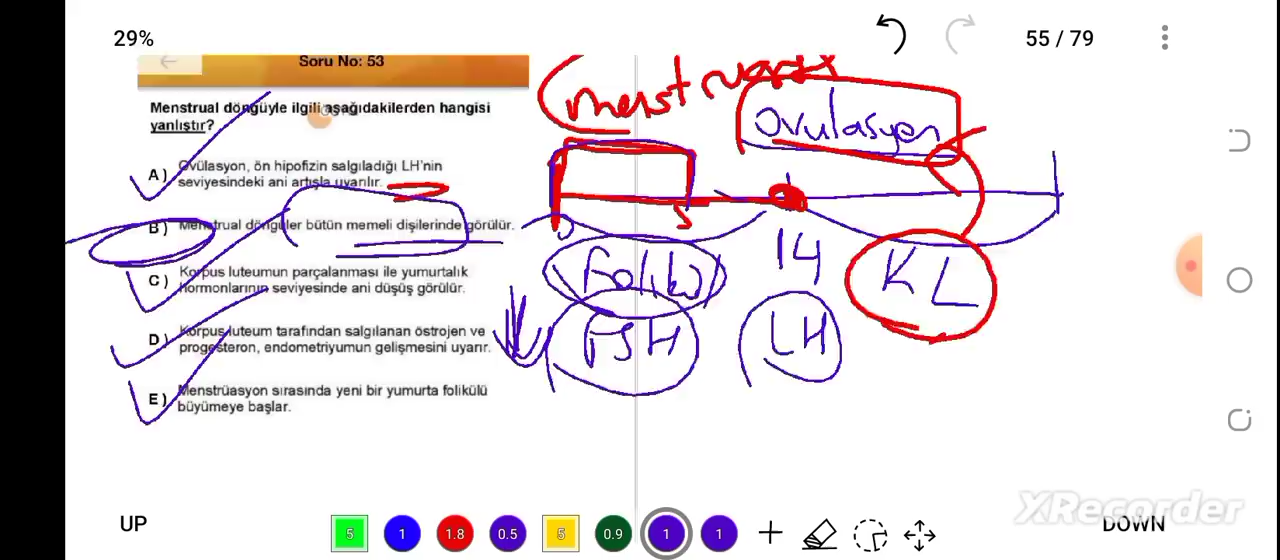 29%
55 / 79
Soru No: 53
Menstrual döngüyle ilgili aşağıdakilerden hangisi
yanlıştır?
A) Ovülasyon, ön hipofizin salgıladığı LH'nin
seviyesindeki ani artışla uyarılır.
B) Menstrual döngüler bütün memeli dişilerinde görülür.
C) Korpus luteumun parçalanması ile yumurtalık
hormonlarının seviyesinde ani düşüş görülür.
D) Korpus luteum tarafından salgılanan östrojen ve
progesteron, endometriyumun gelişmesini uyarır.
E) Menstrüasyon sırasında yeni bir yumurta folikülü
büyümeye başlar.
ovulasyon
0 5 14
KL
FSH LH
UP
5 1 1.8 0.5 5 0.9 1 1
DOWN
XRecorder